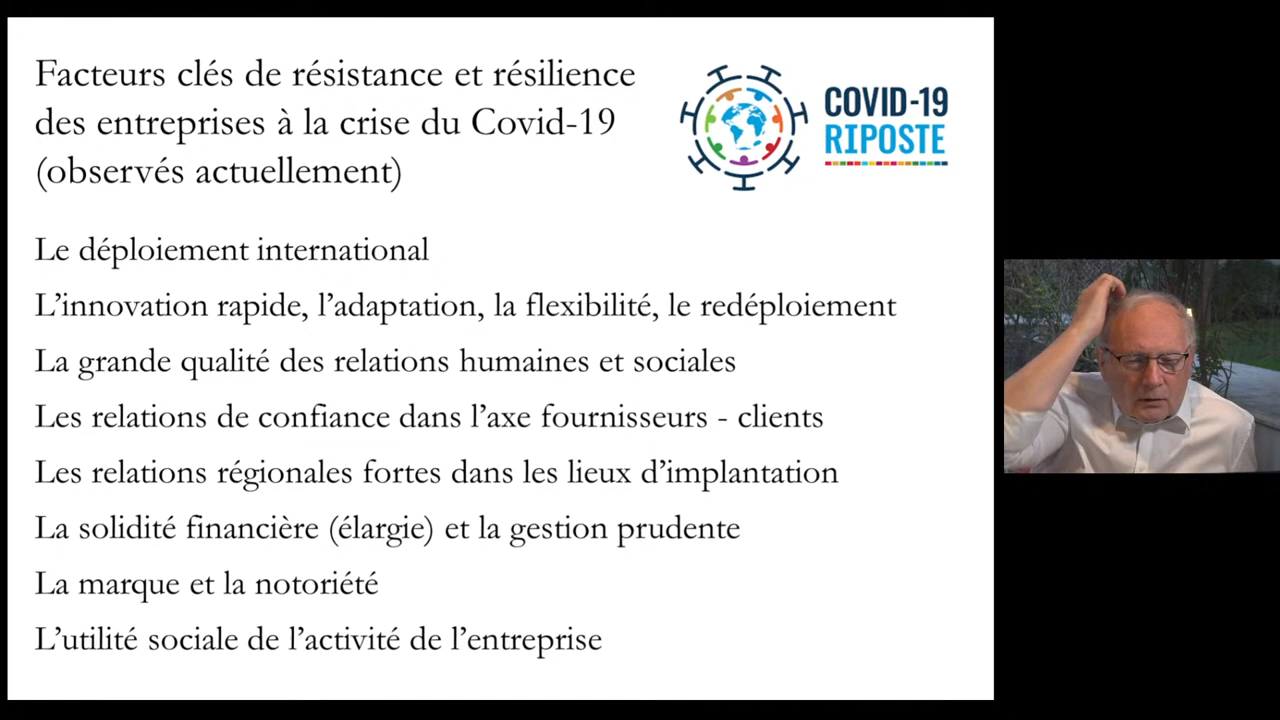 Facteurs clés de résistance et résilience
des entreprises à la crise du Covid-19
(observés actuellement)
COVID-19
RIPOSTE
Le déploiement international
L’innovation rapide, l’adaptation, la flexibilité, le redéploiement
La grande qualité des relations humaines et sociales
Les relations de confiance dans l’axe fournisseurs - clients
Les relations régionales fortes dans les lieux d’implantation
La solidité financière (élargie) et la gestion prudente
La marque et la notoriété
L’utilité sociale de l’activité de l’entreprise